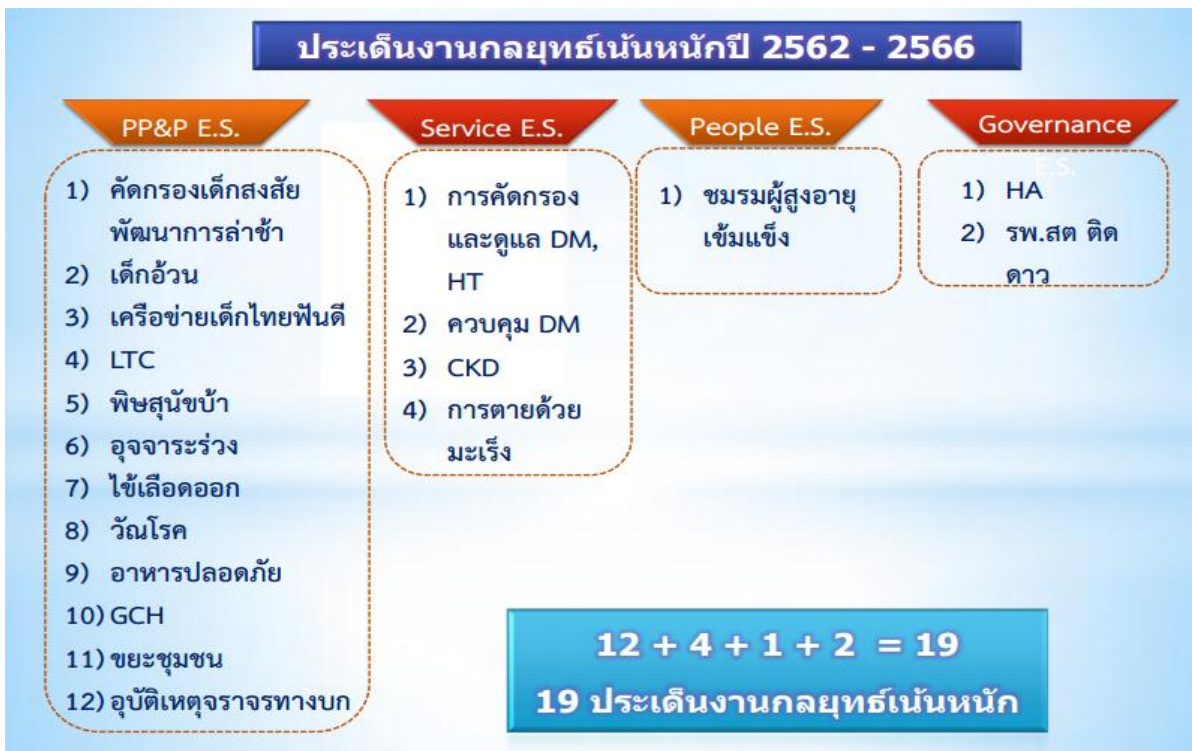 ประเด็นงานกลยุทธ์เน้นหนักปี 2562 - 2566
PP&P E.S.
1) คัดกรองเด็กสงสัย
พัฒนาการล่าช้า
2) เด็กอ้วน
3) เครือข่ายเด็กไทยฟันดี
4) LTC
5) พิษสุนัขบ้า
6) อุจจาระร่วง
7) ไข้เลือดออก
8) วัณโรค
9) อาหารปลอดภัย
10) GCH
11) ขยะชุมชน
12) อุบัติเหตุจราจรทางบก
Service E.S.
1) การคัดกรอง
และดูแล DM,
HT
2) ควบคุม DM
3) CKD
4) การตายด้วย
มะเร็ง
People E.S.
1) ชมรมผู้สูงอายุ
เข้มแข็ง
Governance
E.S.
1) HA
2) รพ.สต ติด
ดาว
12 + 4 + 1 + 2 = 19
19 ประเด็นงานกลยุทธ์เน้นหนัก